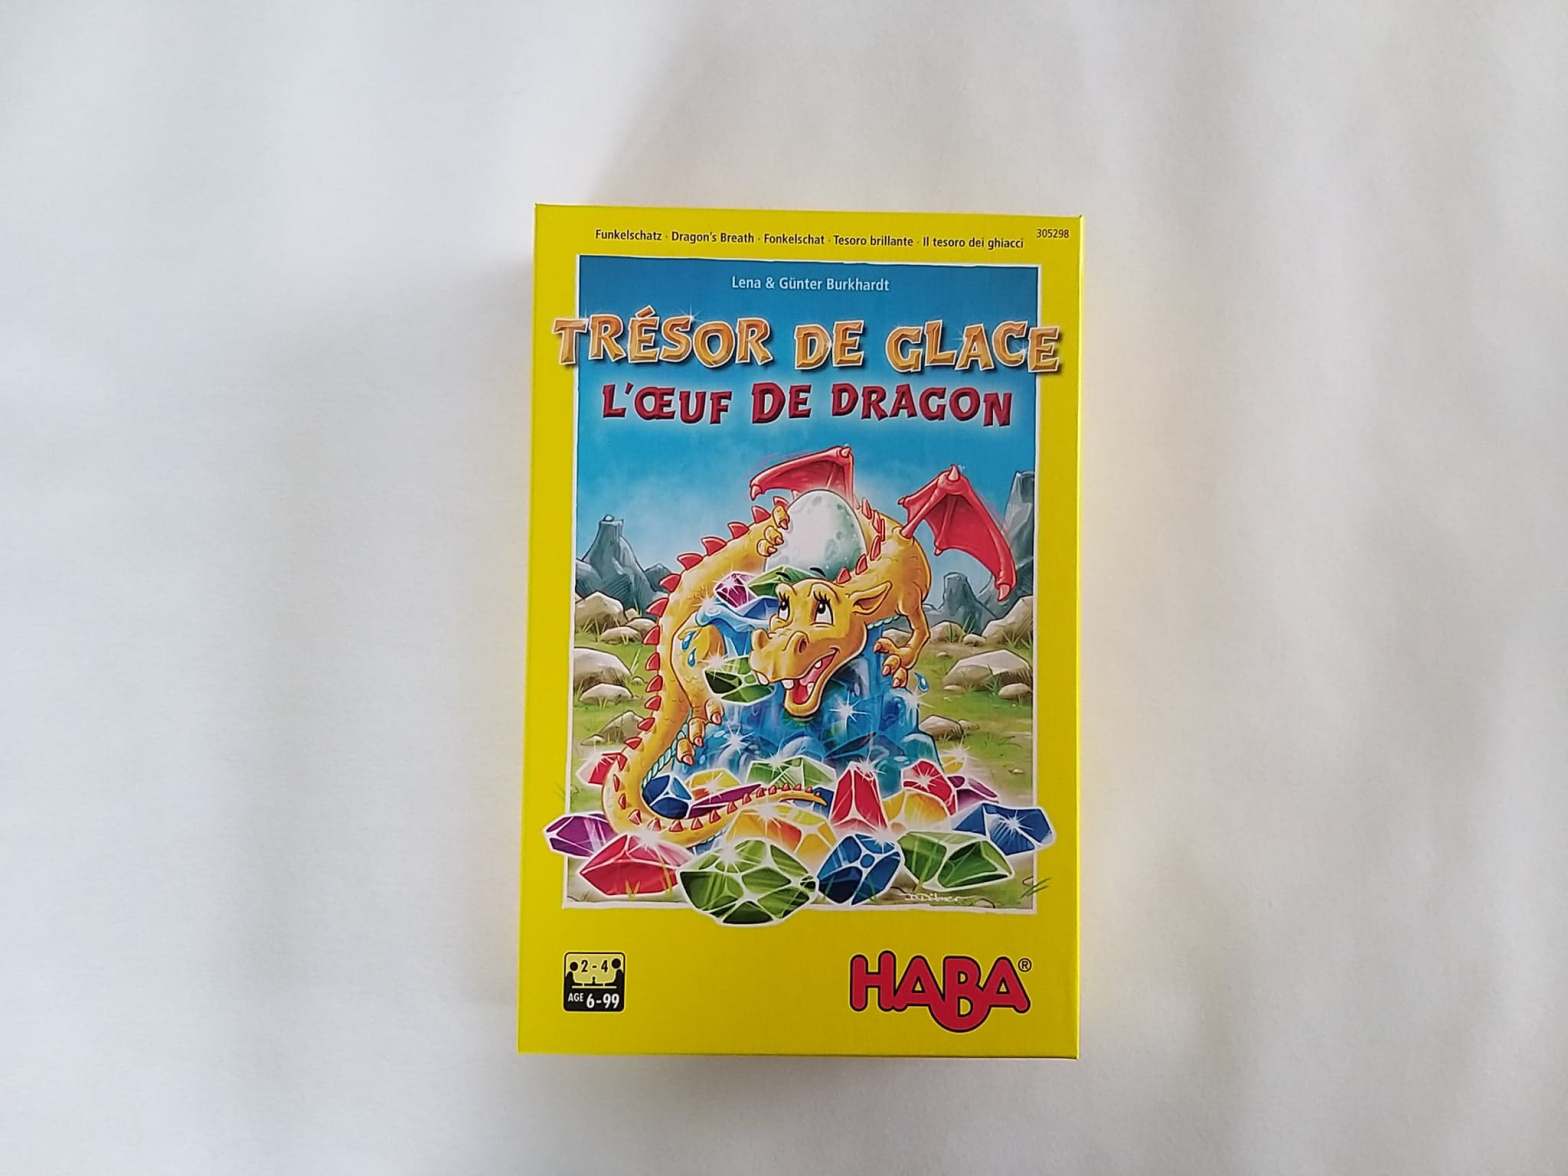 Funkelschatz · Dragon's Breath · Fonkelschat · Tesoro brillante · Il tesoro dei ghiacci
305298
Lena & Günter Burkhardt
TRÉSOR DE GLACE
L'ŒUF DE DRAGON
2 - 4
AGE 6-99
HABA®